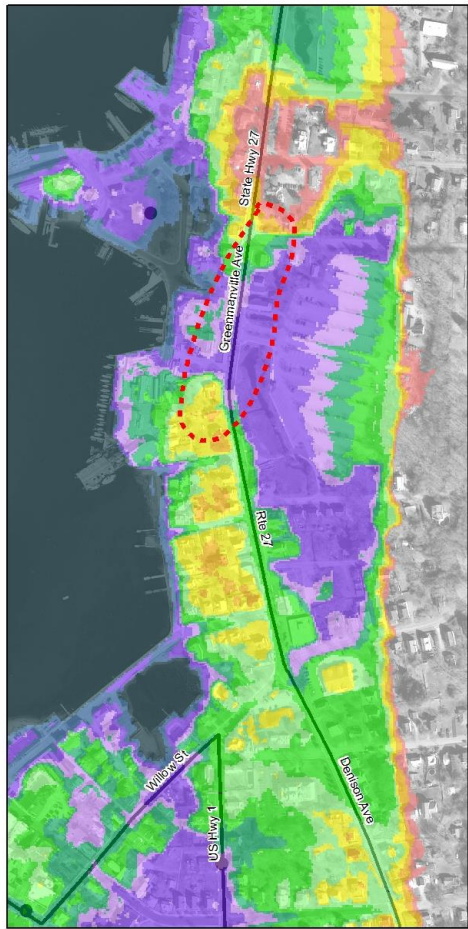 State Hwy 27
Greenmanville Ave
Rte 27
Willow St
US Hwy 1
Denison Ave